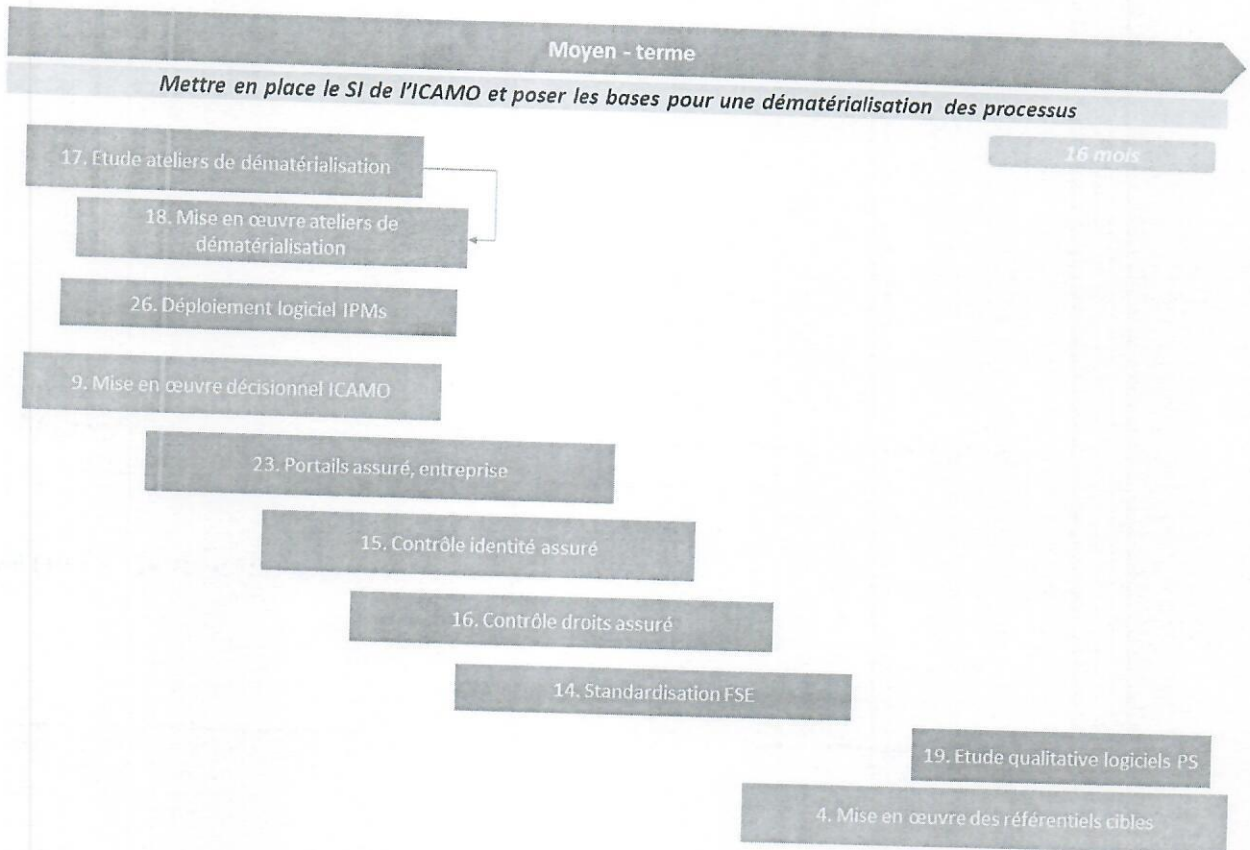 Moyen - terme
Mettre en place le SI de l'ICAMO et poser les bases pour une dématérialisation des processus
16 mois
17. Etude ateliers de dématérialisation
18. Mise en œuvre ateliers de
dématérialisation
26. Déploiement logiciel IPMs
9. Mise en œuvre décisionnel ICAMO
23. Portails assuré, entreprise
15. Contrôle identité assuré
16. Contrôle droits assuré
14. Standardisation FSE
19. Etude qualitative logiciels PS
4. Mise en œuvre des référentiels cibles